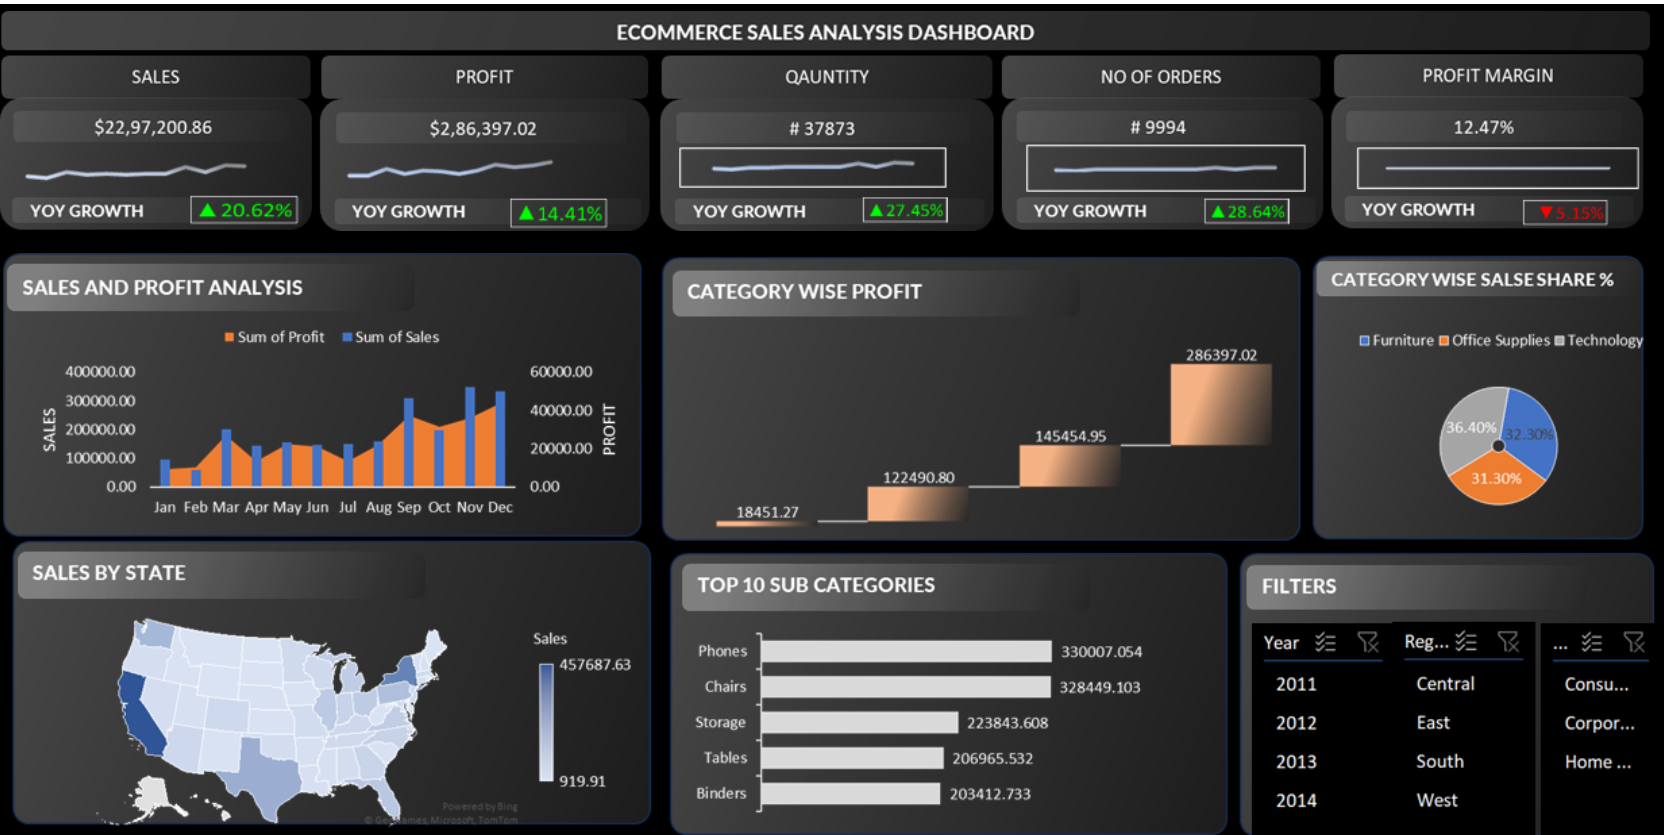 ECOMMERCE SALES ANALYSIS DASHBOARD
SALES
PROFIT
QAUNTITY
NO OF ORDERS
PROFIT MARGIN
$22,97,200.86
$2,86,397.02
# 37873
# 9994
12.47%
YOY GROWTH ▲20.62%
YOY GROWTH ▲14.41%
YOY GROWTH ▲27.45%
YOY GROWTH ▲28.64%
YOY GROWTH ▼5.15%
SALES AND PROFIT ANALYSIS
Sum of Profit Sum of Sales
400000.00
300000.00
200000.00
100000.00
0.00
SALES
60000.00
40000.00
20000.00
0.00
PROFIT
Jan Feb Mar Apr May Jun Jul Aug Sep Oct Nov Dec
CATEGORY WISE PROFIT
18451.27
122490.80
145454.95
286397.02
CATEGORY WISE SALSE SHARE %
Furniture Office Supplies Technology
36.40%
32.30%
31.30%
SALES BY STATE
Sales
457687.63
919.91
Powered by Bing
© GeoNames, Microsoft, TomTom
TOP 10 SUB CATEGORIES
Phones 330007.054
Chairs 328449.103
Storage 223843.608
Tables 206965.532
Binders 203412.733
FILTERS
Year
2011
2012
2013
2014
Reg...
Central
East
South
West
...
Consu...
Corpor...
Home ...